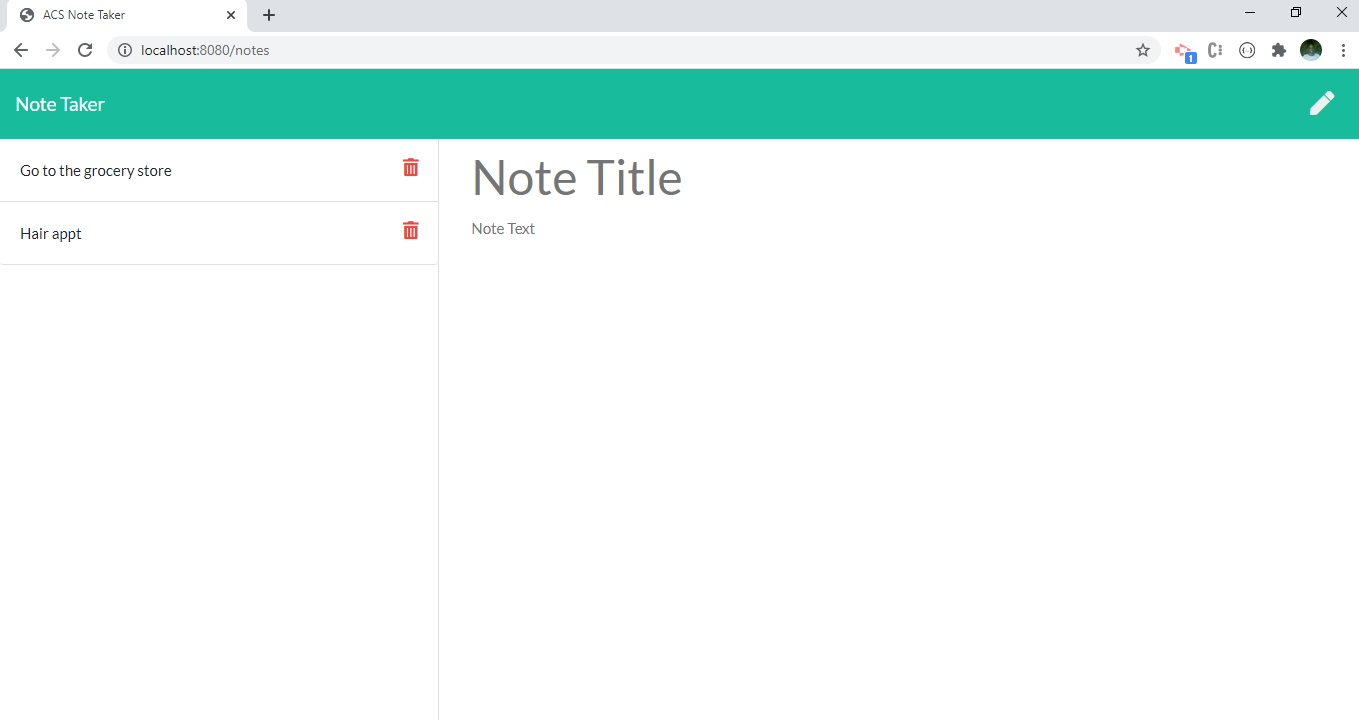 ACS Note Taker
localhost:8080/notes
1
Note Taker
Go to the grocery store
Hair appt
Note Title
Note Text